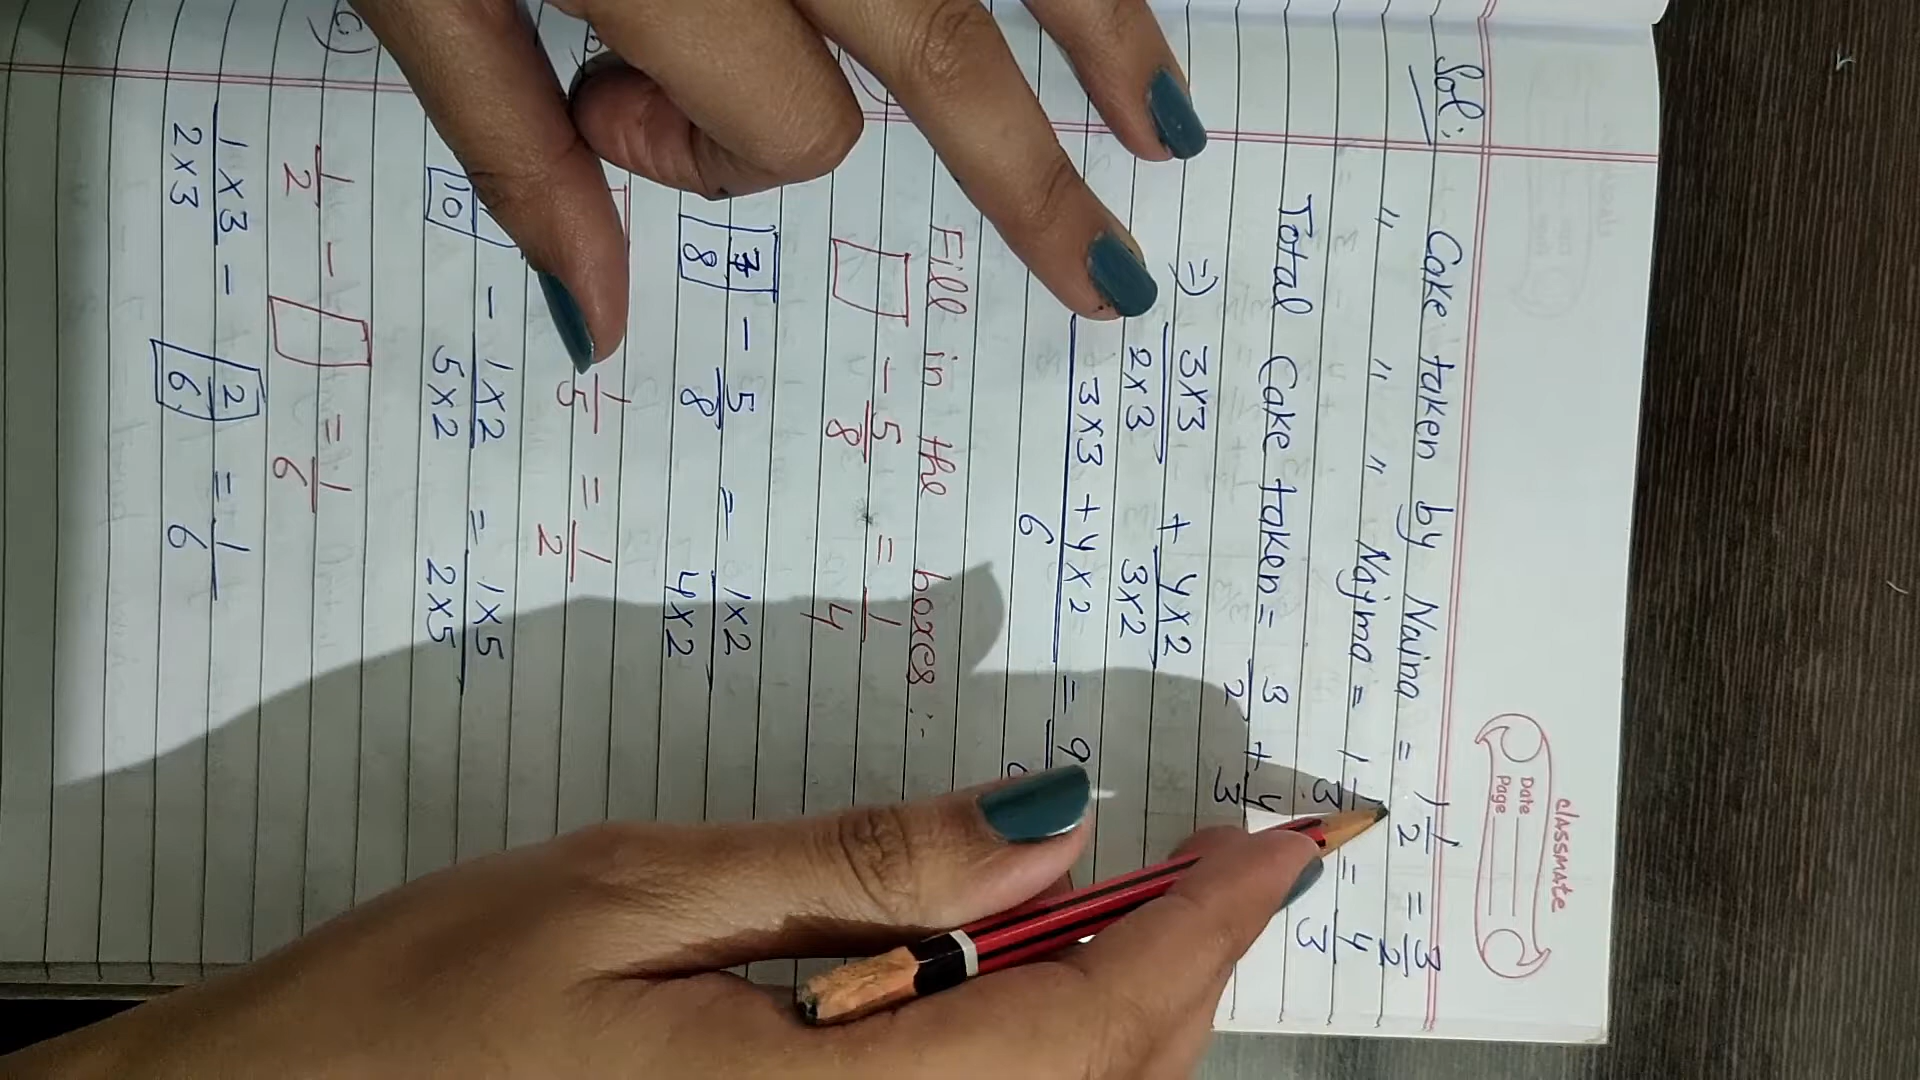 classmate
Date
Page
Sol: Cake taken by Naina = 1 1/2 = 3/2
" " " Najma = 1 1/3 = 4/3
Total Cake taken = 3/2 + 4/3
=) 3×3/2×3 + 4×2/3×2
3×3+4×2/6 = 9
Fill in the boxes :-
□ - 5/8 = 1/4
7/8 - 5/8 = 1×2/4×2
1/5 = 1/2
10 - 1×2/5×2 = 1×5/2×5
c) 1/2 - □ = 1/6
1×3/2×3 - 2/6 = 1/6